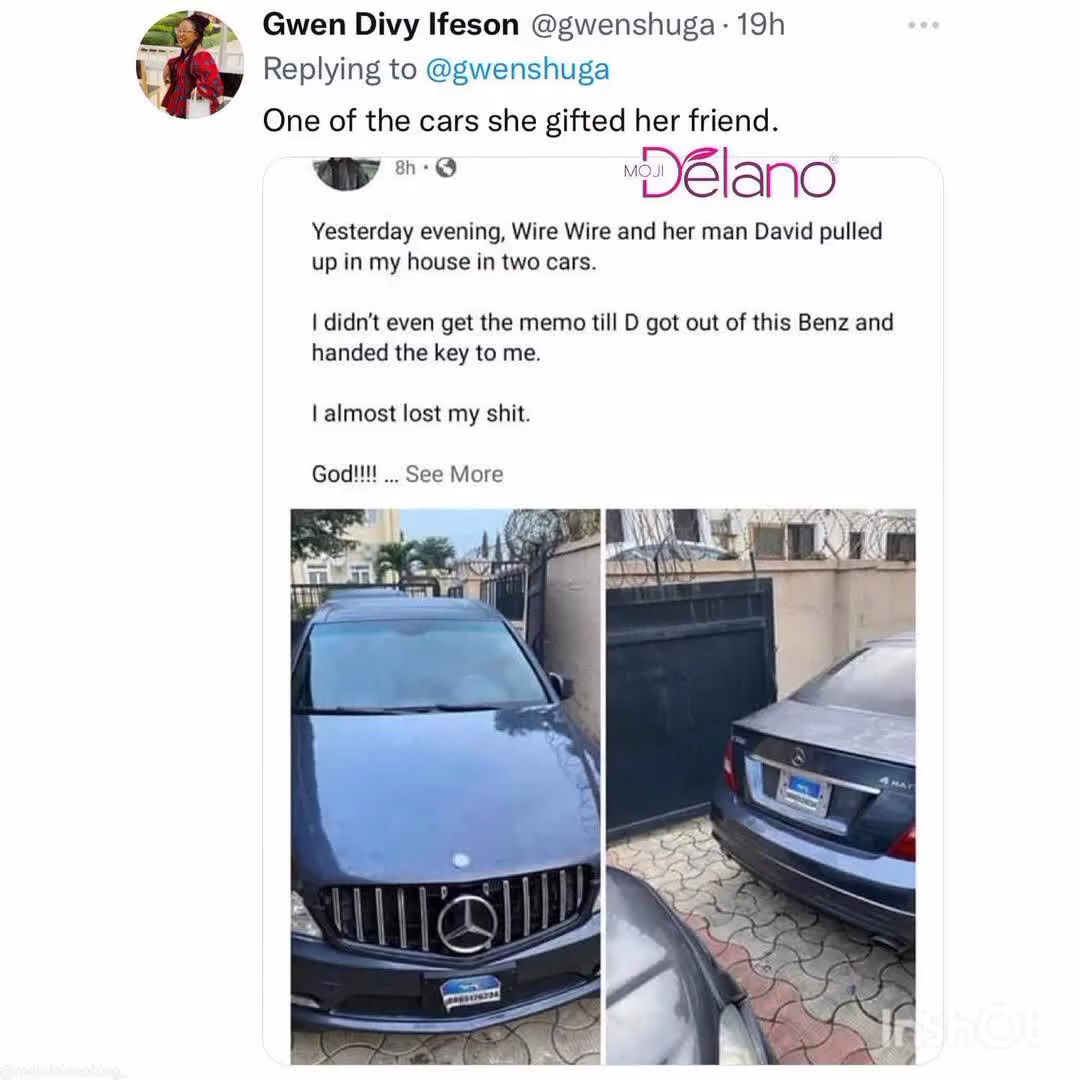 Gwen Divy Ifeson @gwenshuga · 19h
Replying to @gwenshuga
One of the cars she gifted her friend.
MOJI Délano®
8h ·
Yesterday evening, Wire Wire and her man David pulled
up in my house in two cars.
I didn't even get the memo till D got out of this Benz and
handed the key to me.
I almost lost my shit.
God!!!! ... See More
InShOt